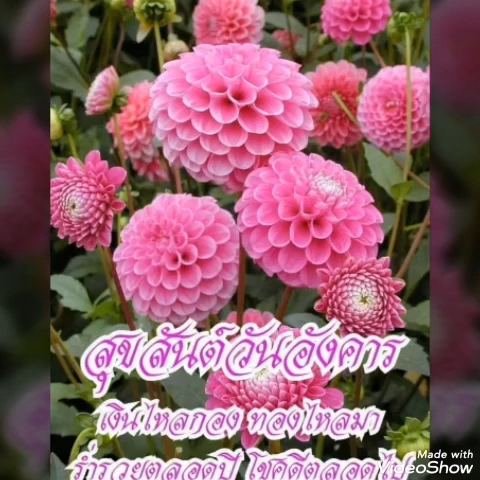 สุขสันต์วันอังคาร
เงินไหลกอง ทองไหลมา
ร่ำรวยตลอดปี โชคดีตลอดไป
Made with
VideoShow